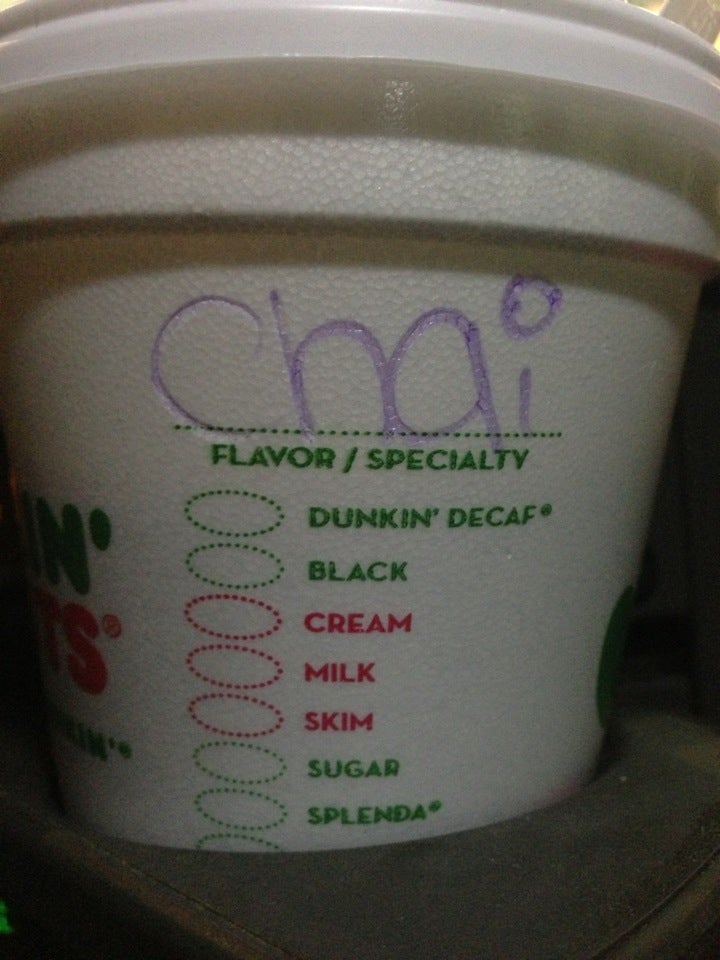 Chai
FLAVOR / SPECIALTY
DUNKIN' DECAF®
BLACK
CREAM
MILK
SKIM
SUGAR
SPLENDA®